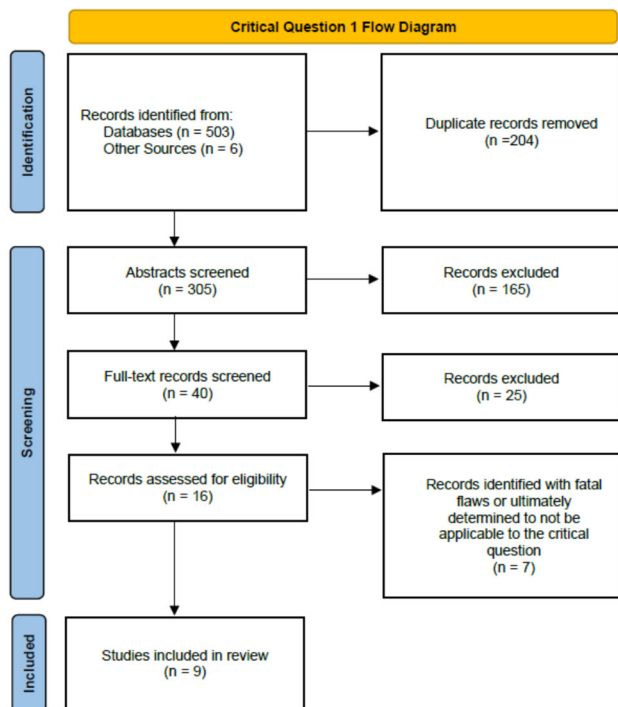 Critical Question 1 Flow Diagram
Identification
Records identified from:
Databases (n = 503)
Other Sources (n = 6)
Duplicate records removed
(n =204)
Screening
Abstracts screened
(n = 305)
Records excluded
(n = 165)
Full-text records screened
(n = 40)
Records excluded
(n = 25)
Records assessed for eligibility
(n = 16)
Records identified with fatal
flaws or ultimately
determined to not be
applicable to the critical
question
(n = 7)
Included
Studies included in review
(n = 9)